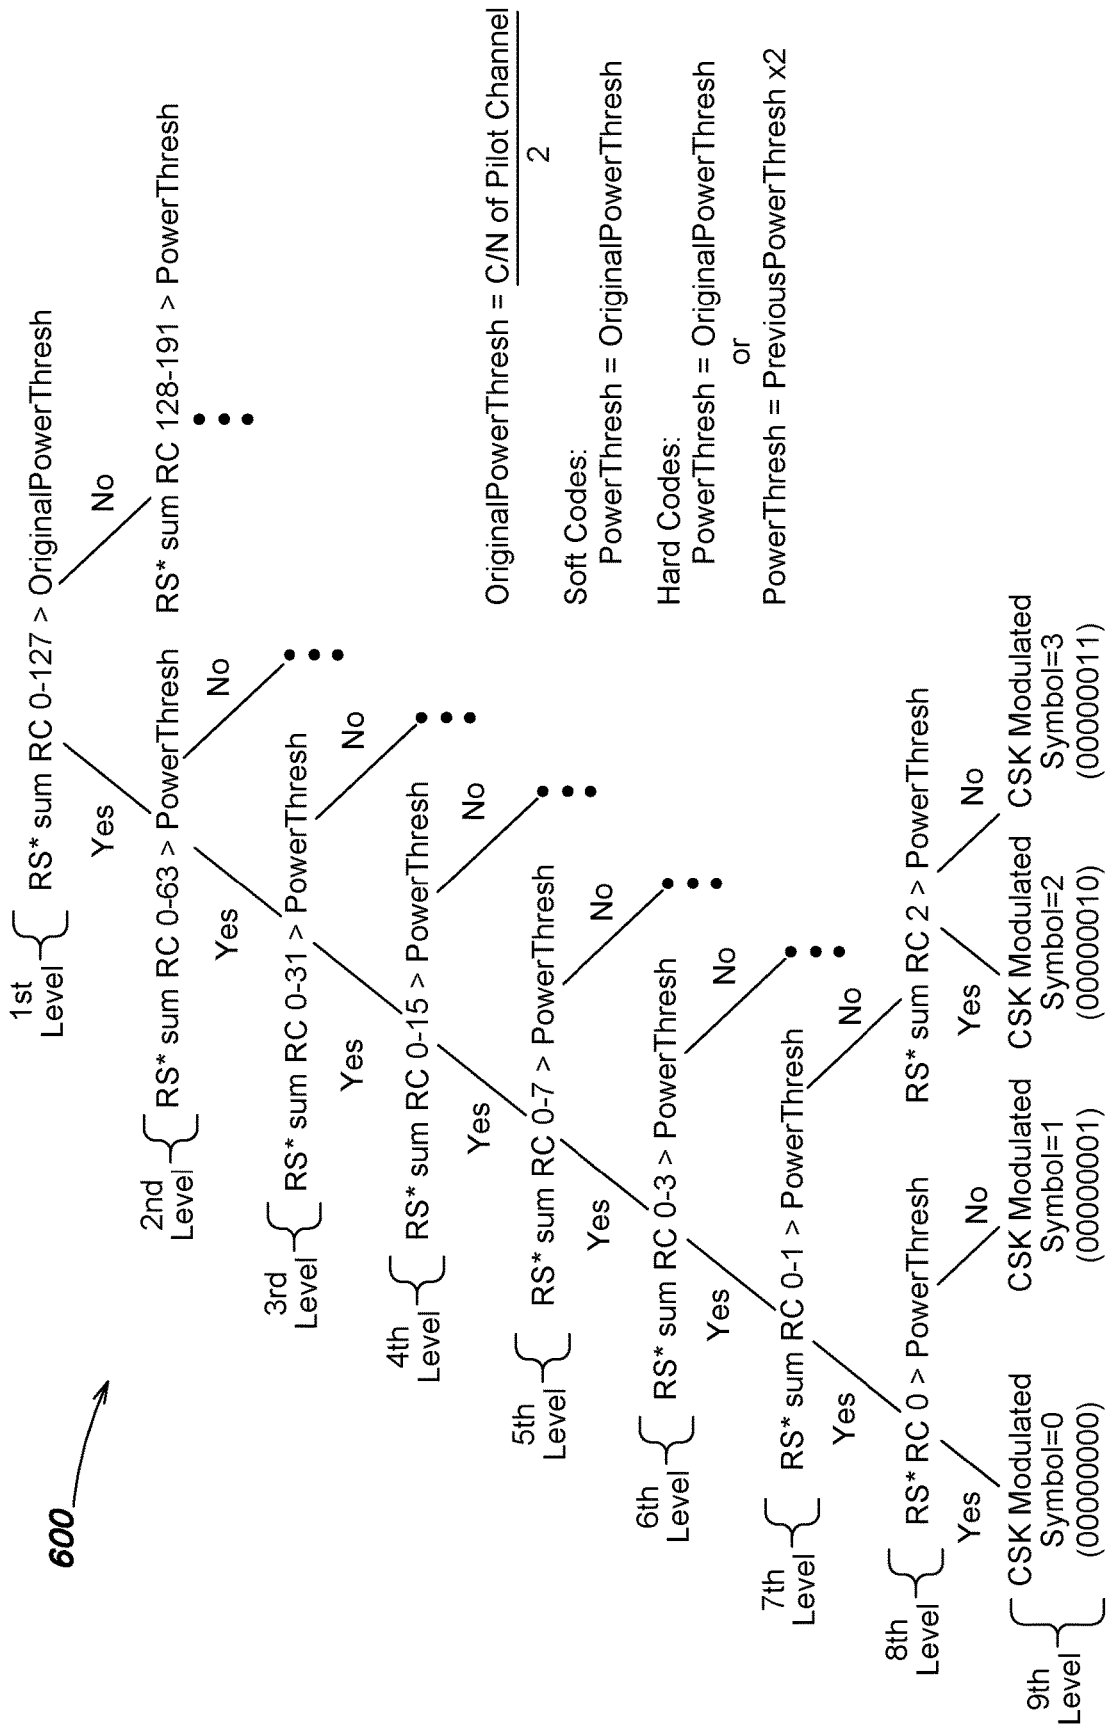 600
1st
Level
RS* sum RC 0-127 > OriginalPowerThresh
Yes
No
2nd
Level
RS* sum RC 0-63 > PowerThresh
RS* sum RC 128-191 > PowerThresh
Yes
No
3rd
Level
RS* sum RC 0-31 > PowerThresh
Yes
No
4th
Level
RS* sum RC 0-15 > PowerThresh
Yes
No
5th
Level
RS* sum RC 0-7 > PowerThresh
Yes
No
6th
Level
RS* sum RC 0-3 > PowerThresh
Yes
No
7th
Level
RS* sum RC 0-1 > PowerThresh
Yes
No
8th
Level
RS* RC 0 > PowerThresh
RS* sum RC 2 > PowerThresh
Yes
No
Yes
No
9th
Level
CSK Modulated
Symbol=0
(00000000)
CSK Modulated
Symbol=1
(00000001)
CSK Modulated
Symbol=2
(00000010)
CSK Modulated
Symbol=3
(00000011)
OriginalPowerThresh = C/N of Pilot Channel
2
Soft Codes:
PowerThresh = OriginalPowerThresh
Hard Codes:
PowerThresh = OriginalPowerThresh
or
PowerThresh = PreviousPowerThresh x2